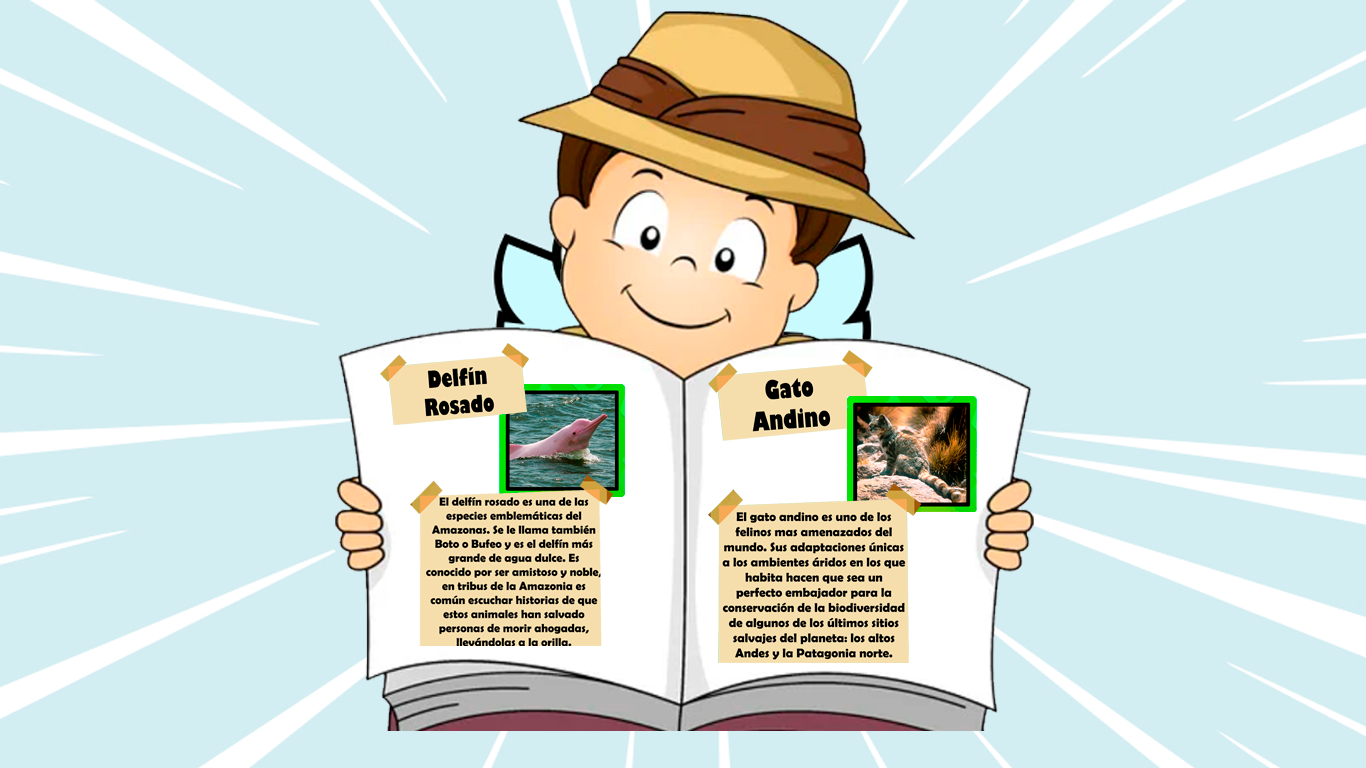 Delfín
Rosado
El delfín rosado es una de las
especies emblemáticas del
Amazonas. Se le llama también
Boto o Bufeo y es el delfín más
grande de agua dulce. Es
conocido por ser amistoso y noble,
en tribus de la Amazonia es
común escuchar historias de que
estos animales han salvado
personas de morir ahogadas,
llevándolas a la orilla.
Gato
Andino
El gato andino es uno de los
felinos mas amenazados del
mundo. Sus adaptaciones únicas
a los ambientes áridos en los que
habita hacen que sea un
perfecto embajador para la
conservación de la biodiversidad
de algunos de los últimos sitios
salvajes del planeta: los altos
Andes y la Patagonia norte.